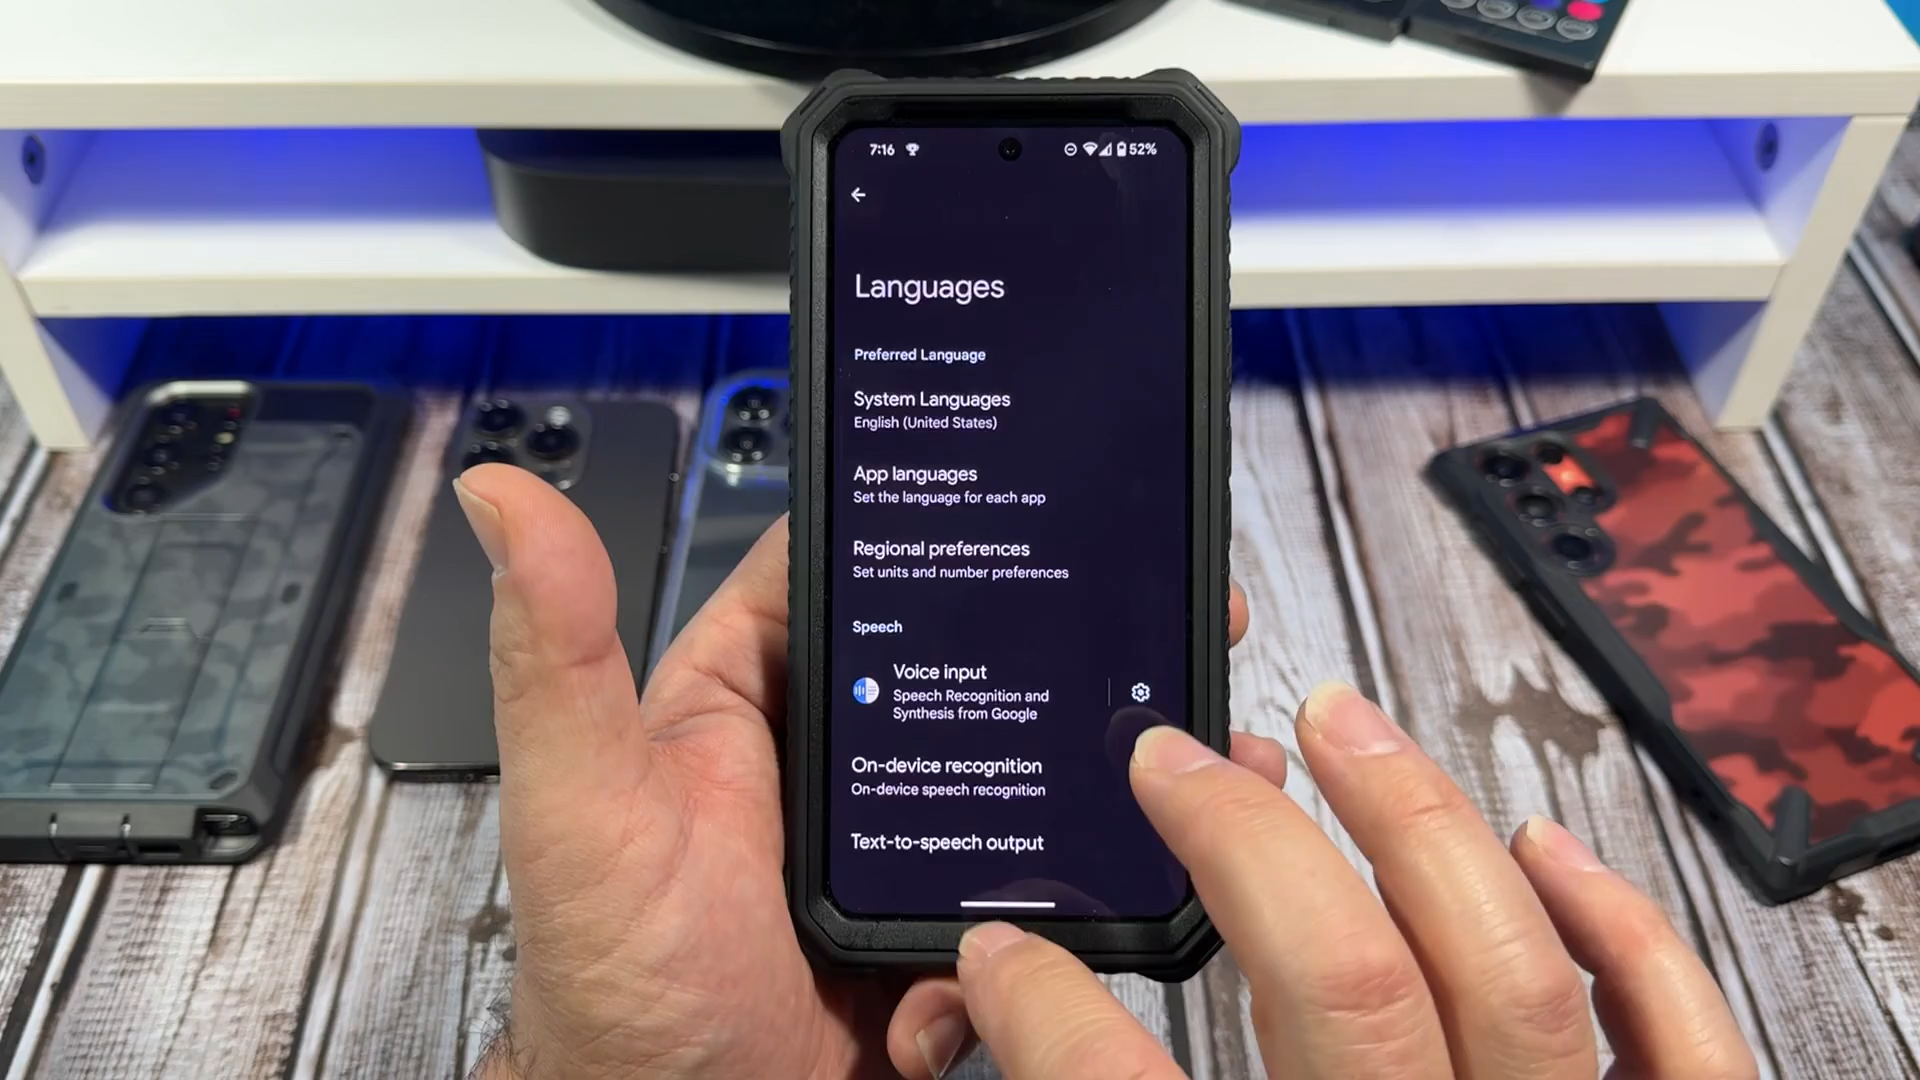 7:16
52%
Languages
Preferred Language
System Languages
English (United States)
App languages
Set the language for each app
Regional preferences
Set units and number preferences
Speech
Voice input
Speech Recognition and
Synthesis from Google
On-device recognition
On-device speech recognition
Text-to-speech output